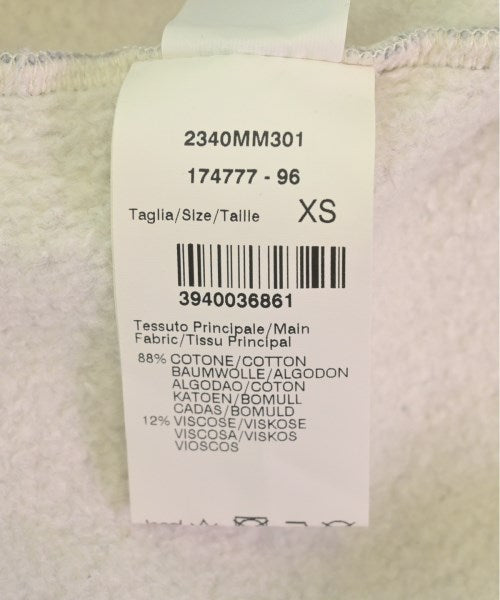 2340MM301
174777 - 96
Taglia/Size/Taille XS
3940036861
Tessuto Principale/Main
Fabric/Tissu Principal
88% COTONE/COTTON
BAUMWOLLE/ALGODON
ALGODAO/COTON
KATOEN/BOMULL
CADAS/BOMULD
12% VISCOSE/VISKOSE
VISCOSA/VISKOS
VIOSCOS